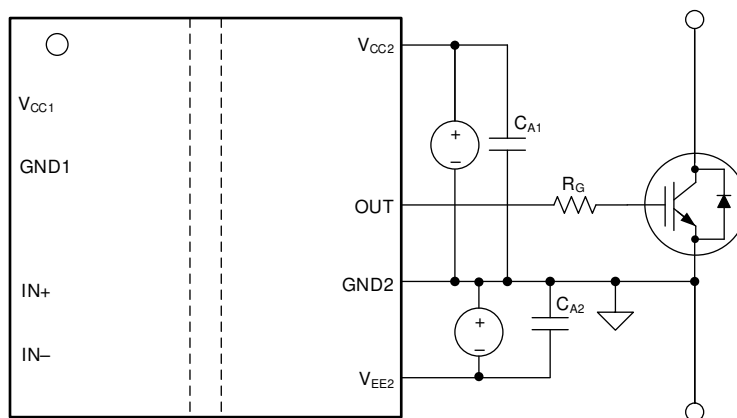 VCC2
VCC1
CA1
+
−
GND1
RG
OUT
GND2
IN+
CA2
+
−
IN−
VEE2